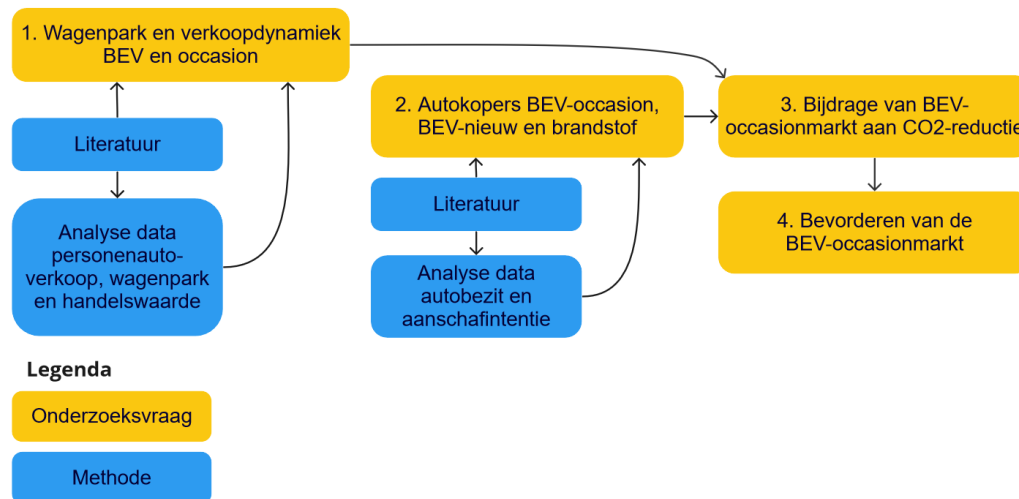 1. Wagenpark en verkoopdynamiek
BEV en occasion
Literatuur
Analyse data
personenauto-
verkoop, wagenpark
en handelswaarde
2. Autokopers BEV-occasion,
BEV-nieuw en brandstof
Literatuur
Analyse data
autobezit en
aanschafintentie
3. Bijdrage van BEV-
occasionmarkt aan CO2-reductie
4. Bevorderen van de
BEV-occasionmarkt
Legenda
Onderzoeksvraag
Methode